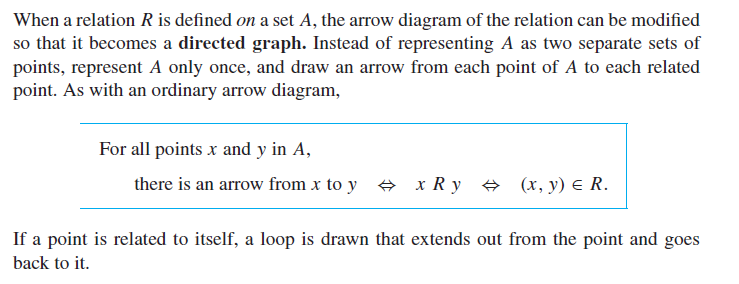 When a relation R is defined on a set A, the arrow diagram of the relation can be modified
so that it becomes a directed graph. Instead of representing A as two separate sets of
points, represent A only once, and draw an arrow from each point of A to each related
point. As with an ordinary arrow diagram,
For all points x and y in A,
there is an arrow from x to y ⇔ x R y ⇔ (x, y) ∈ R.
If a point is related to itself, a loop is drawn that extends out from the point and goes
back to it.